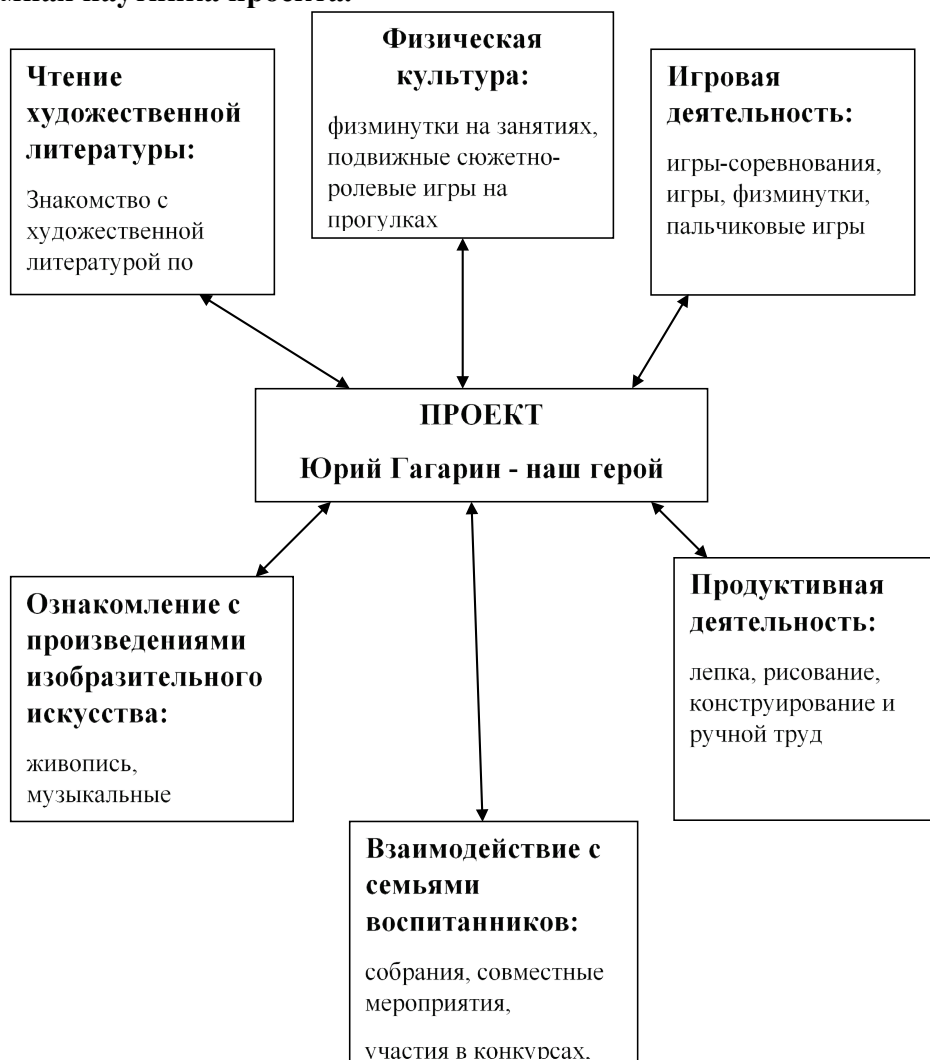 паутинка проекта.
Чтение
художественной
литературы:
Знакомство с
художественной
литературой по
Физическая
культура:
физминутки на занятиях,
подвижные сюжетно-
ролевые игры на
прогулках
Игровая
деятельность:
игры-соревнования,
игры, физминутки,
пальчиковые игры
ПРОЕКТ
Юрий Гагарин - наш герой
Ознакомление с
произведениями
изобразительного
искусства:
живопись,
музыкальные
Продуктивная
деятельность:
лепка, рисование,
конструирование и
ручной труд
Взаимодействие с
семьями
воспитанников:
собрания, совместные
мероприятия,
участия в конкурсах,